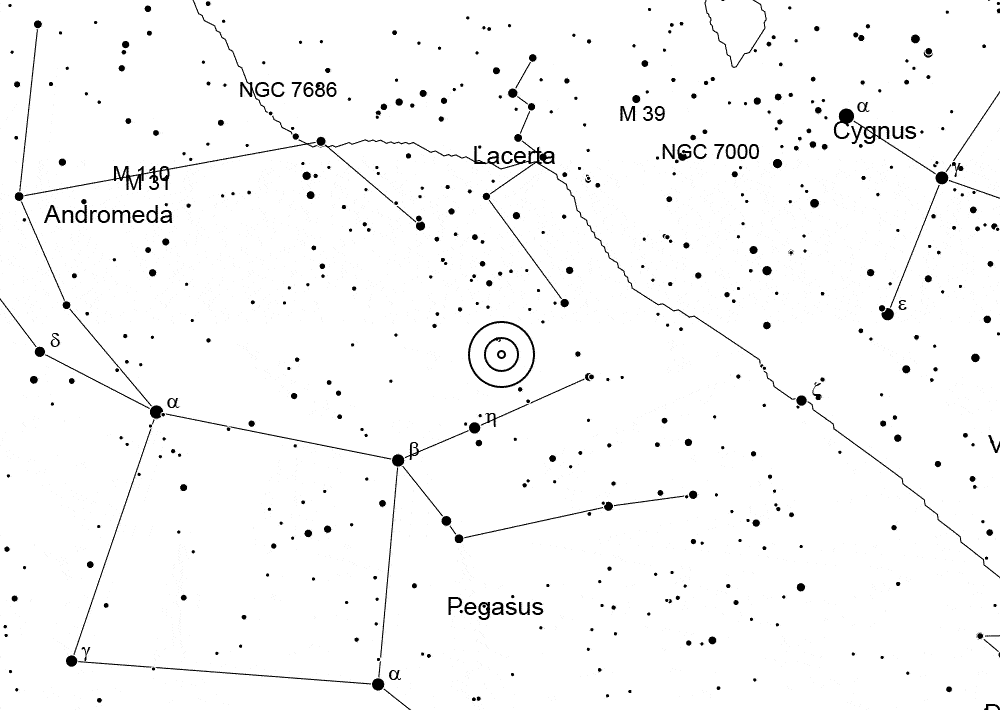 NGC 7686
M 39
α
Cygnus
NGC 7000
Lacerta
γ
M 110
M 31
Andromeda
ε
δ
ζ
α
η
β
Pegasus
γ
α